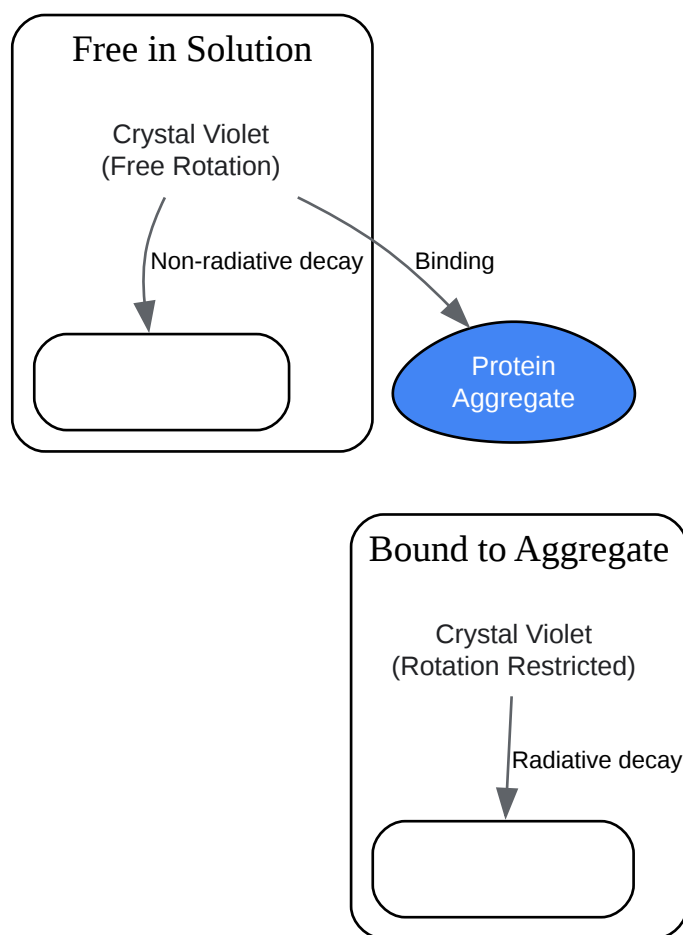 Free in Solution
Crystal Violet
(Free Rotation)
Non-radiative decay
Binding
Protein
Aggregate
Bound to Aggregate
Crystal Violet
(Rotation Restricted)
Radiative decay